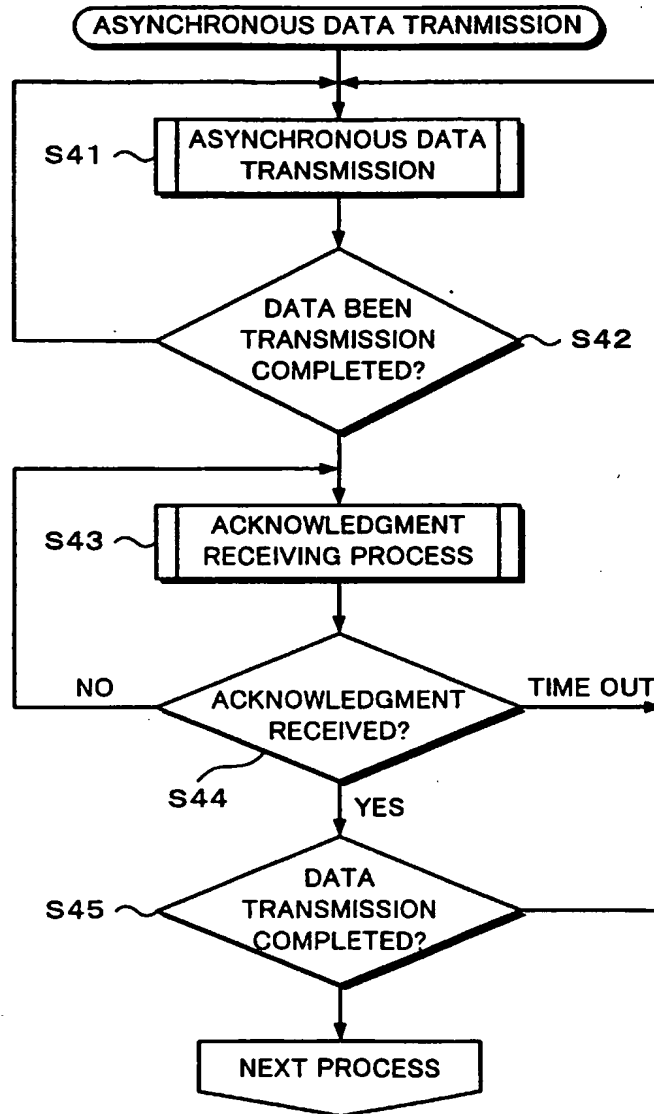 ASYNCHRONOUS DATA TRANMISSION
S41
ASYNCHRONOUS DATA
TRANSMISSION
DATA BEEN
TRANSMISSION
COMPLETED?
S42
S43
ACKNOWLEDGMENT
RECEIVING PROCESS
NO
ACKNOWLEDGMENT
RECEIVED?
TIME OUT
S44
YES
S45
DATA
TRANSMISSION
COMPLETED?
NEXT PROCESS